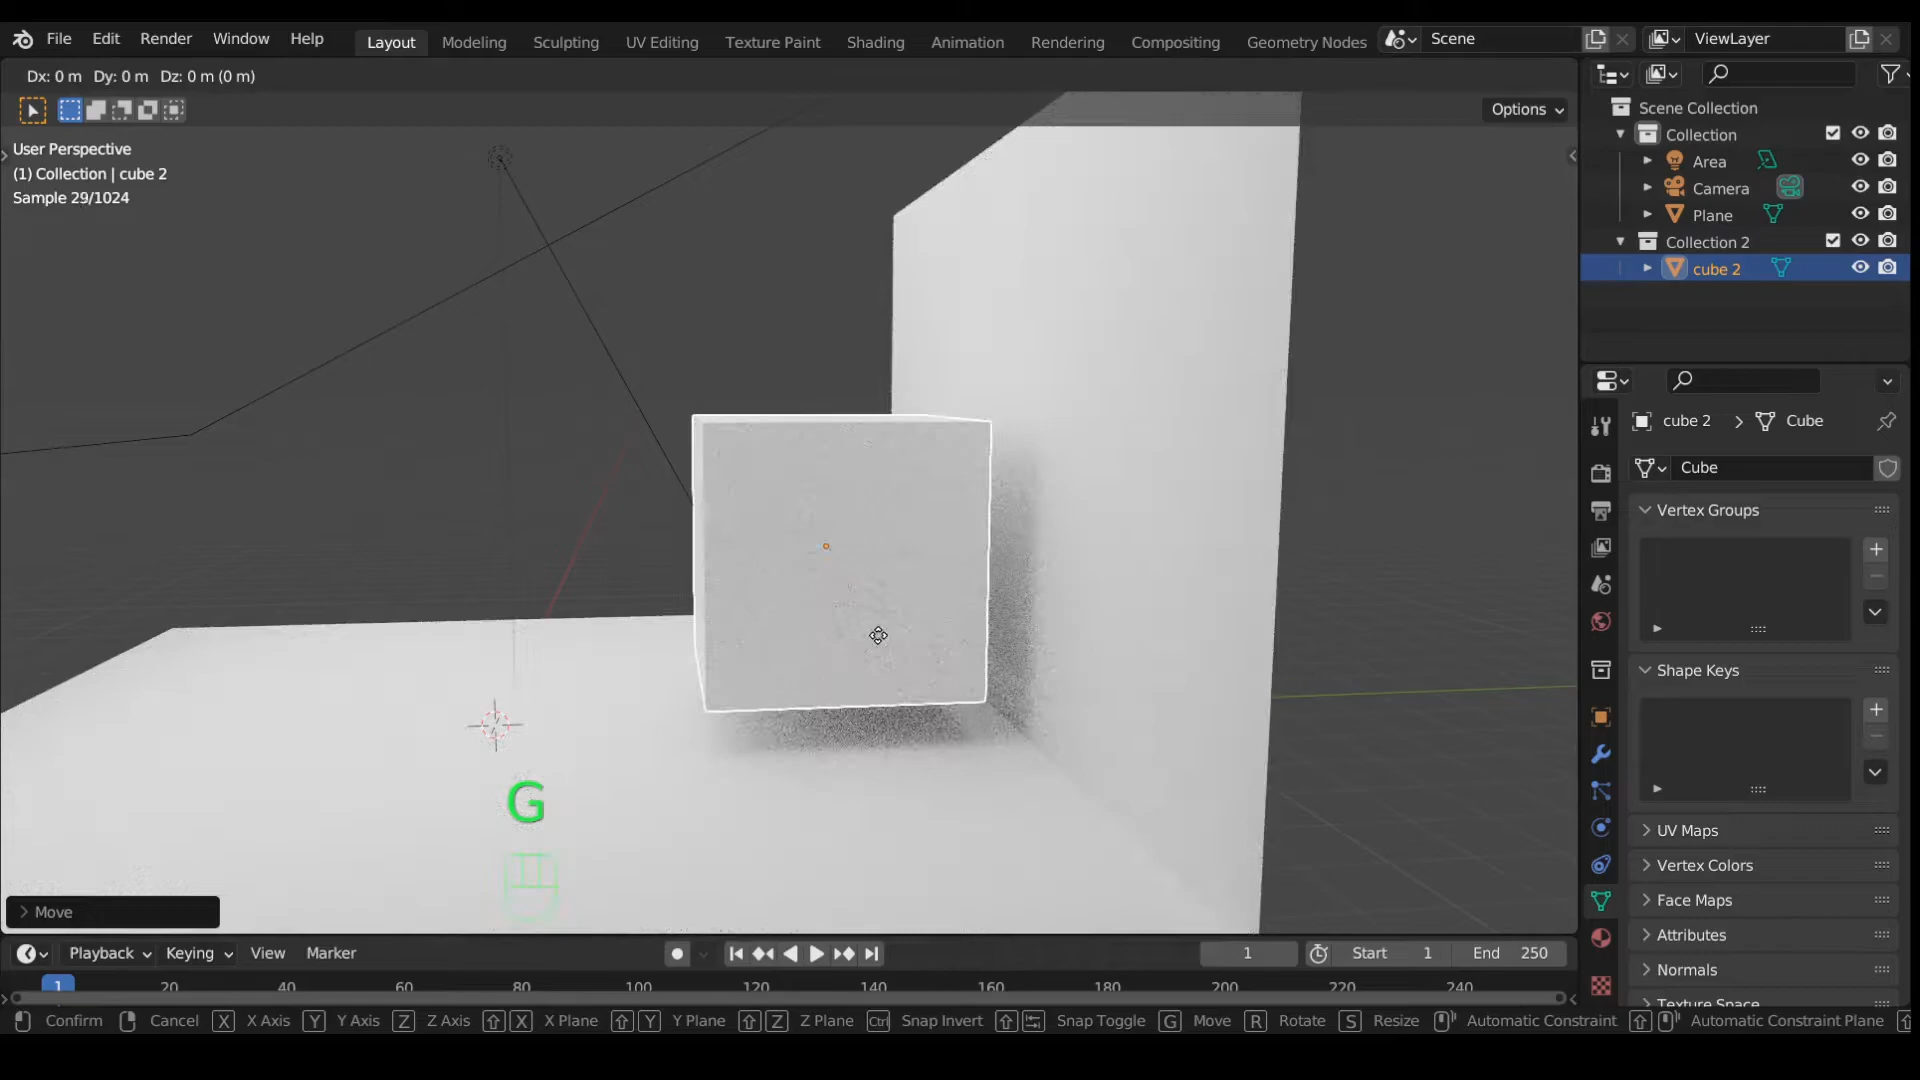 File Edit Render Window Help Layout Modeling Sculpting UV Editing Texture Paint Shading Animation Rendering Compositing Geometry Nodes Scene ViewLayer
Dx: 0 m Dy: 0 m Dz: 0 m (0 m)
Options
User Perspective
(1) Collection | cube 2
Sample 29/1024
Scene Collection
Collection
Area
Camera
Plane
Collection 2
cube 2
cube 2 Cube
Cube
Vertex Groups
Shape Keys
UV Maps
Vertex Colors
Face Maps
Attributes
Normals
Texture Space
G
Move
Playback Keying View Marker 1 Start 1 End 250
1 20 40 60 80 100 120 140 160 180 200 220 240
Confirm Cancel X X Axis Y Y Axis Z Z Axis X X Plane Y Y Plane Z Z Plane Ctrl Snap Invert Snap Toggle G Move R Rotate S Resize Automatic Constraint Automatic Constraint Plane